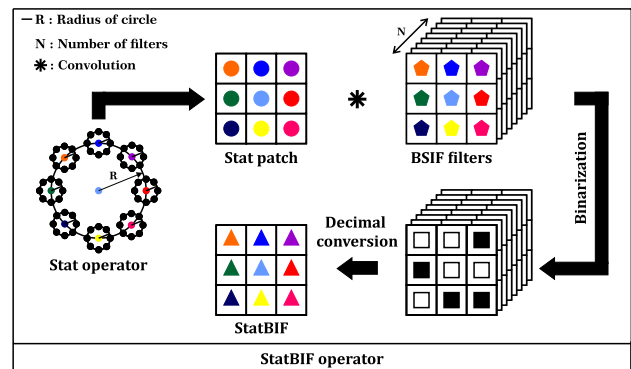 — R : Radius of circle
N : Number of filters
✳ : Convolution
N
Stat patch
✳
BSIF filters
R
Stat operator
Binarization
Decimal
conversion
StatBIF
StatBIF operator